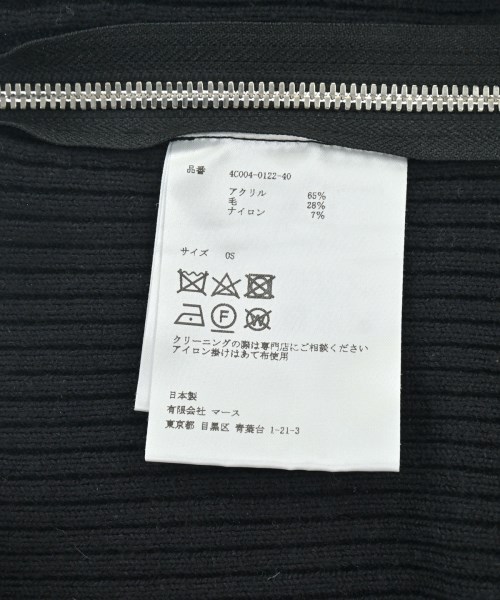 品番 4C004-0122-40
アクリル 65%
毛 28%
ナイロン 7%
サイズ OS
F W
クリーニングの際は専門店にご相談ください
アイロン掛けはあて布使用
日本製
有限会社 マース
東京都 目黒区 青葉台 1-21-3